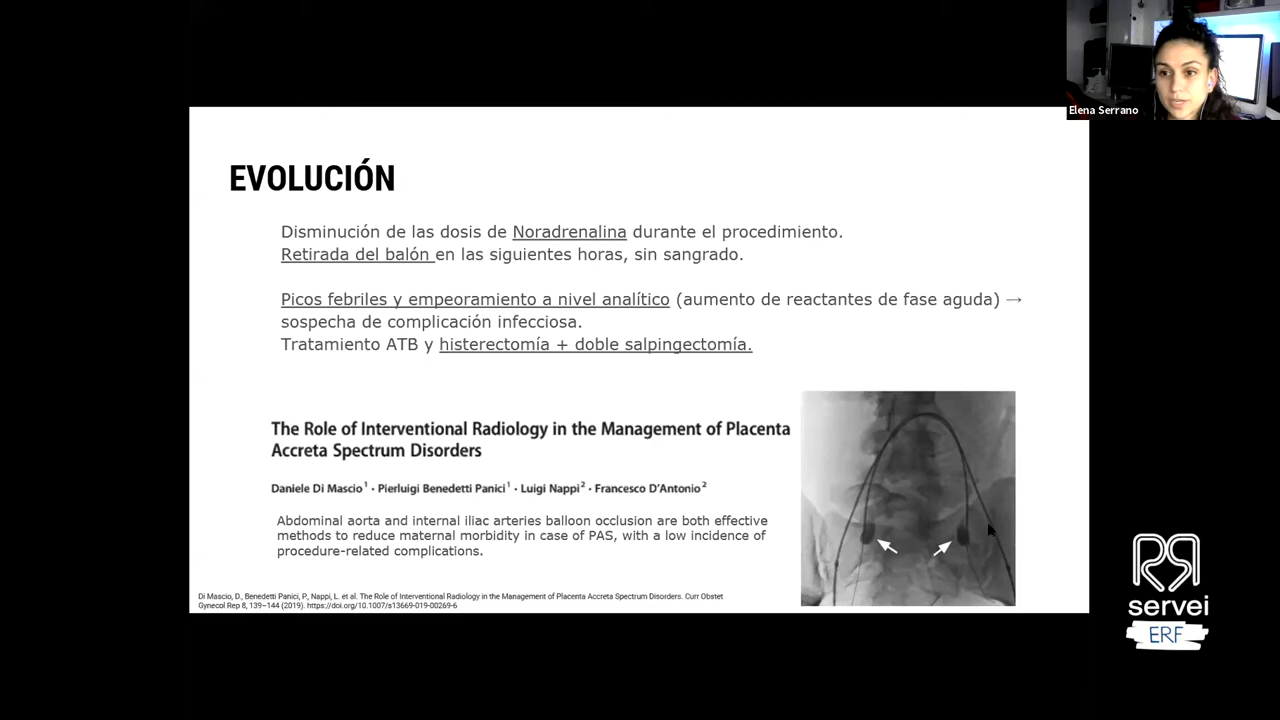 Elena Serrano
EVOLUCIÓN
Disminución de las dosis de Noradrenalina durante el procedimiento.
Retirada del balón en las siguientes horas, sin sangrado.
Picos febriles y empeoramiento a nivel analítico (aumento de reactantes de fase aguda) →
sospecha de complicación infecciosa.
Tratamiento ATB y histerectomía + doble salpingectomía.
The Role of Interventional Radiology in the Management of Placenta
Accreta Spectrum Disorders
Daniele Di Mascio¹ · Pierluigi Benedetti Panici¹ · Luigi Nappi² · Francesco D'Antonio²
Abdominal aorta and internal iliac arteries balloon occlusion are both effective
methods to reduce maternal morbidity in case of PAS, with a low incidence of
procedure-related complications.
Di Mascio, D., Benedetti Panici, P., Nappi, L. et al. The Role of Interventional Radiology in the Management of Placenta Accreta Spectrum Disorders. Curr Obstet
Gynecol Rep 8, 139–144 (2019). https://doi.org/10.1007/s13669-019-00269-6
servei
ERF